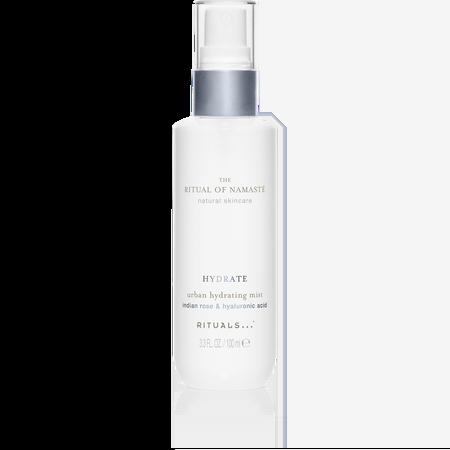 THE
RITUAL OF NAMASTÉ
natural skincare
HYDRATE
urban hydrating mist
indian rose & hyaluronic acid
RITUALS...
3.3 FL. OZ / 100 ml ℮